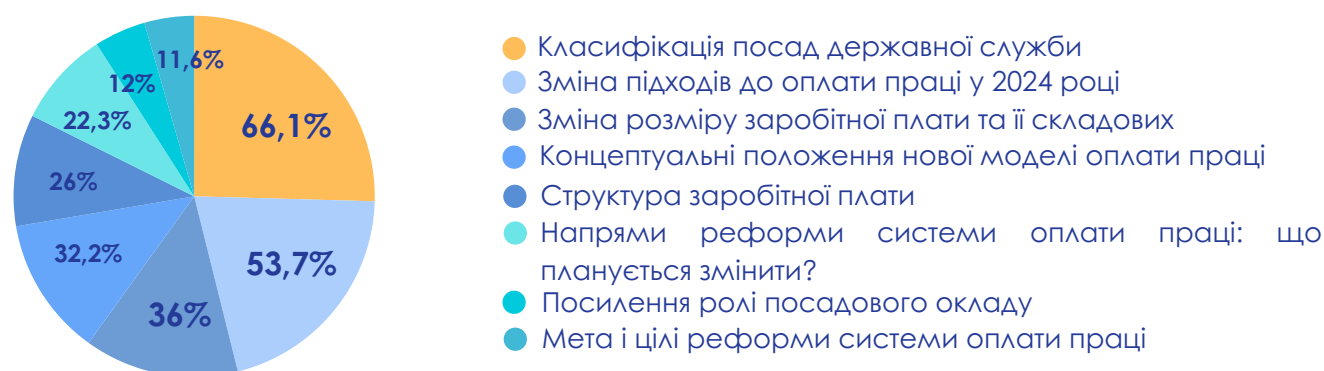 11,6%
12%
66,1%
22,3%
26%
32,2%
53,7%
36%
Класифікація посад державної служби
Зміна підходів до оплати праці у 2024 році
Зміна розміру заробітної плати та її складових
Концептуальні положення нової моделі оплати праці
Структура заробітної плати
Напрями реформи системи оплати праці: що
планується змінити?
Посилення ролі посадового окладу
Мета і цілі реформи системи оплати праці